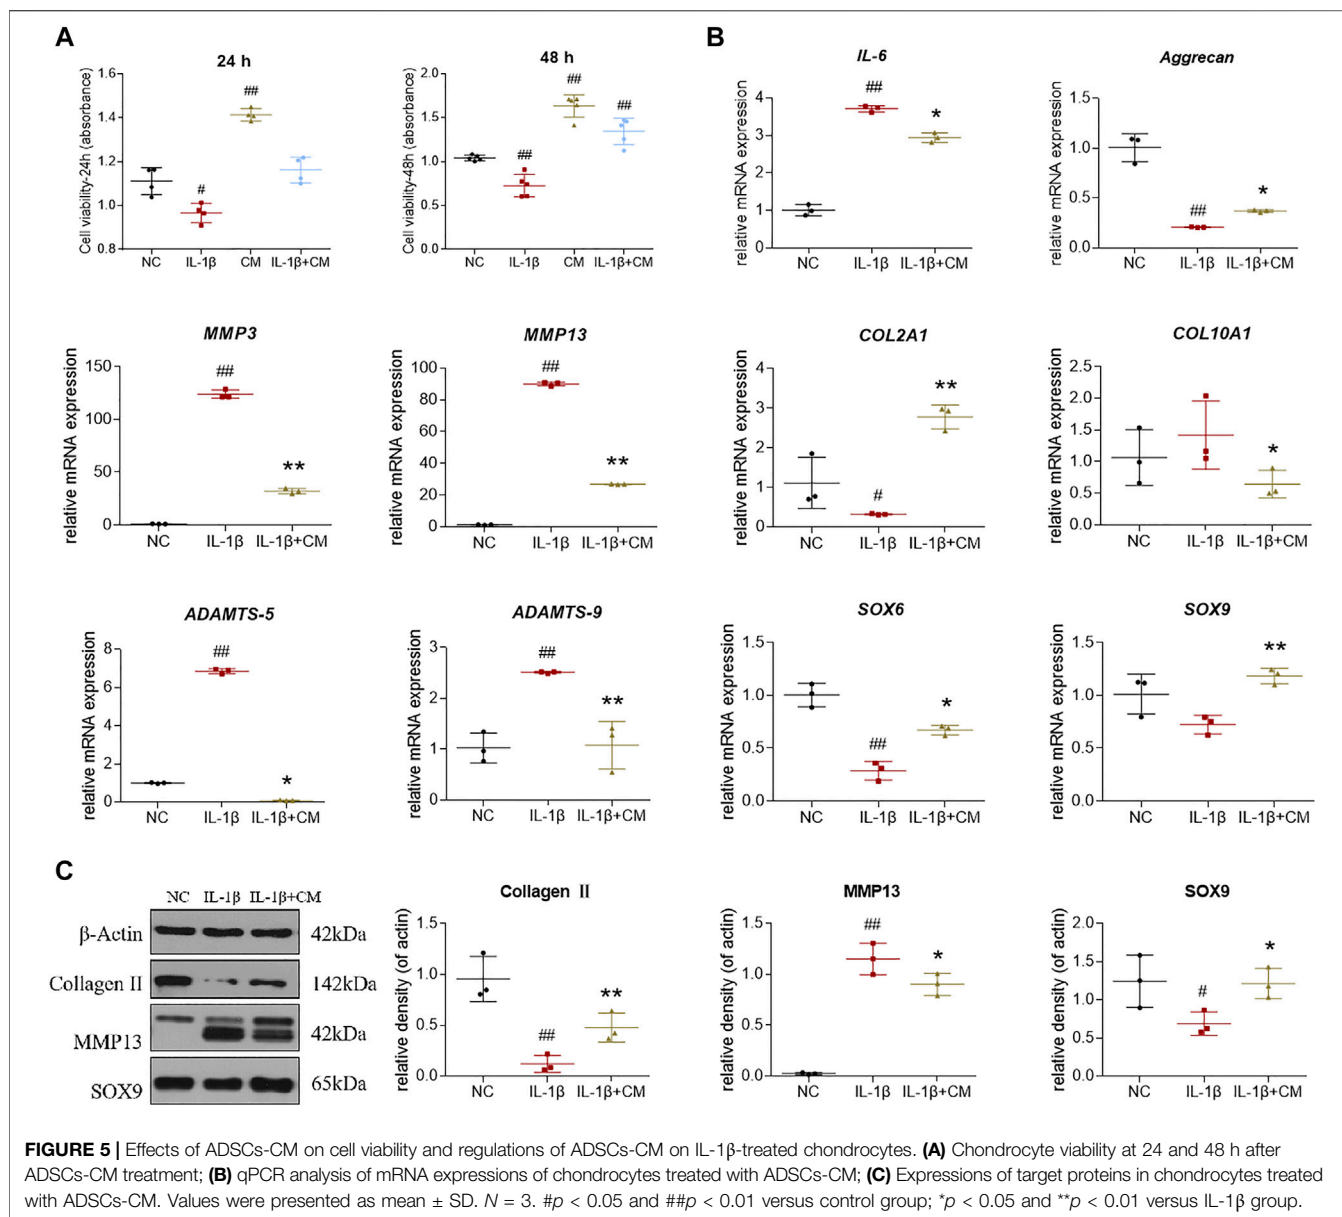 A
24 h
Cell viability-24h (absorbance)
1.6
1.4
1.2
1.0
0.8
#
##
NC IL-1β CM IL-1β+CM
48 h
Cell viability-48h (absorbance)
2.0
1.5
1.0
0.5
0.0
##
##
##
NC IL-1β CM IL-1β+CM
B
IL-6
relative mRNA expression
4
3
2
1
0
##
*
NC IL-1β IL-1β+CM
Aggrecan
relative mRNA expression
1.5
1.0
0.5
0.0
##
*
NC IL-1β IL-1β+CM
MMP3
relative mRNA expression
150
100
50
0
##
**
NC IL-1β IL-1β+CM
MMP13
relative mRNA expression
100
80
60
40
20
0
##
**
NC IL-1β IL-1β+CM
COL2A1
relative mRNA expression
4
3
2
1
0
#
**
NC IL-1β IL-1β+CM
COL10A1
relative mRNA expression
2.5
2.0
1.5
1.0
0.5
0.0
*
NC IL-1β IL-1β+CM
ADAMTS-5
relative mRNA expression
8
6
4
2
0
##
*
NC IL-1β IL-1β+CM
ADAMTS-9
relative mRNA expression
3
2
1
0
##
**
NC IL-1β IL-1β+CM
SOX6
relative mRNA expression
1.5
1.0
0.5
0.0
##
*
NC IL-1β IL-1β+CM
SOX9
relative mRNA expression
1.5
1.0
0.5
0.0
**
NC IL-1β IL-1β+CM
C
NC IL-1β IL-1β+CM
β-Actin 42kDa
Collagen II 142kDa
MMP13 42kDa
SOX9 65kDa
Collagen II
relative density (of actin)
1.5
1.0
0.5
0.0
##
**
NC IL-1β IL-1β+CM
MMP13
relative density (of actin)
1.5
1.0
0.5
0.0
##
*
NC IL-1β IL-1β+CM
SOX9
relative density (of actin)
2.0
1.5
1.0
0.5
0.0
#
*
NC IL-1β IL-1β+CM
FIGURE 5 | Effects of ADSCs-CM on cell viability and regulations of ADSCs-CM on IL-1β-treated chondrocytes. (A) Chondrocyte viability at 24 and 48 h after
ADSCs-CM treatment; (B) qPCR analysis of mRNA expressions of chondrocytes treated with ADSCs-CM; (C) Expressions of target proteins in chondrocytes treated
with ADSCs-CM. Values were presented as mean ± SD. N = 3. #p < 0.05 and ##p < 0.01 versus control group; *p < 0.05 and **p < 0.01 versus IL-1β group.